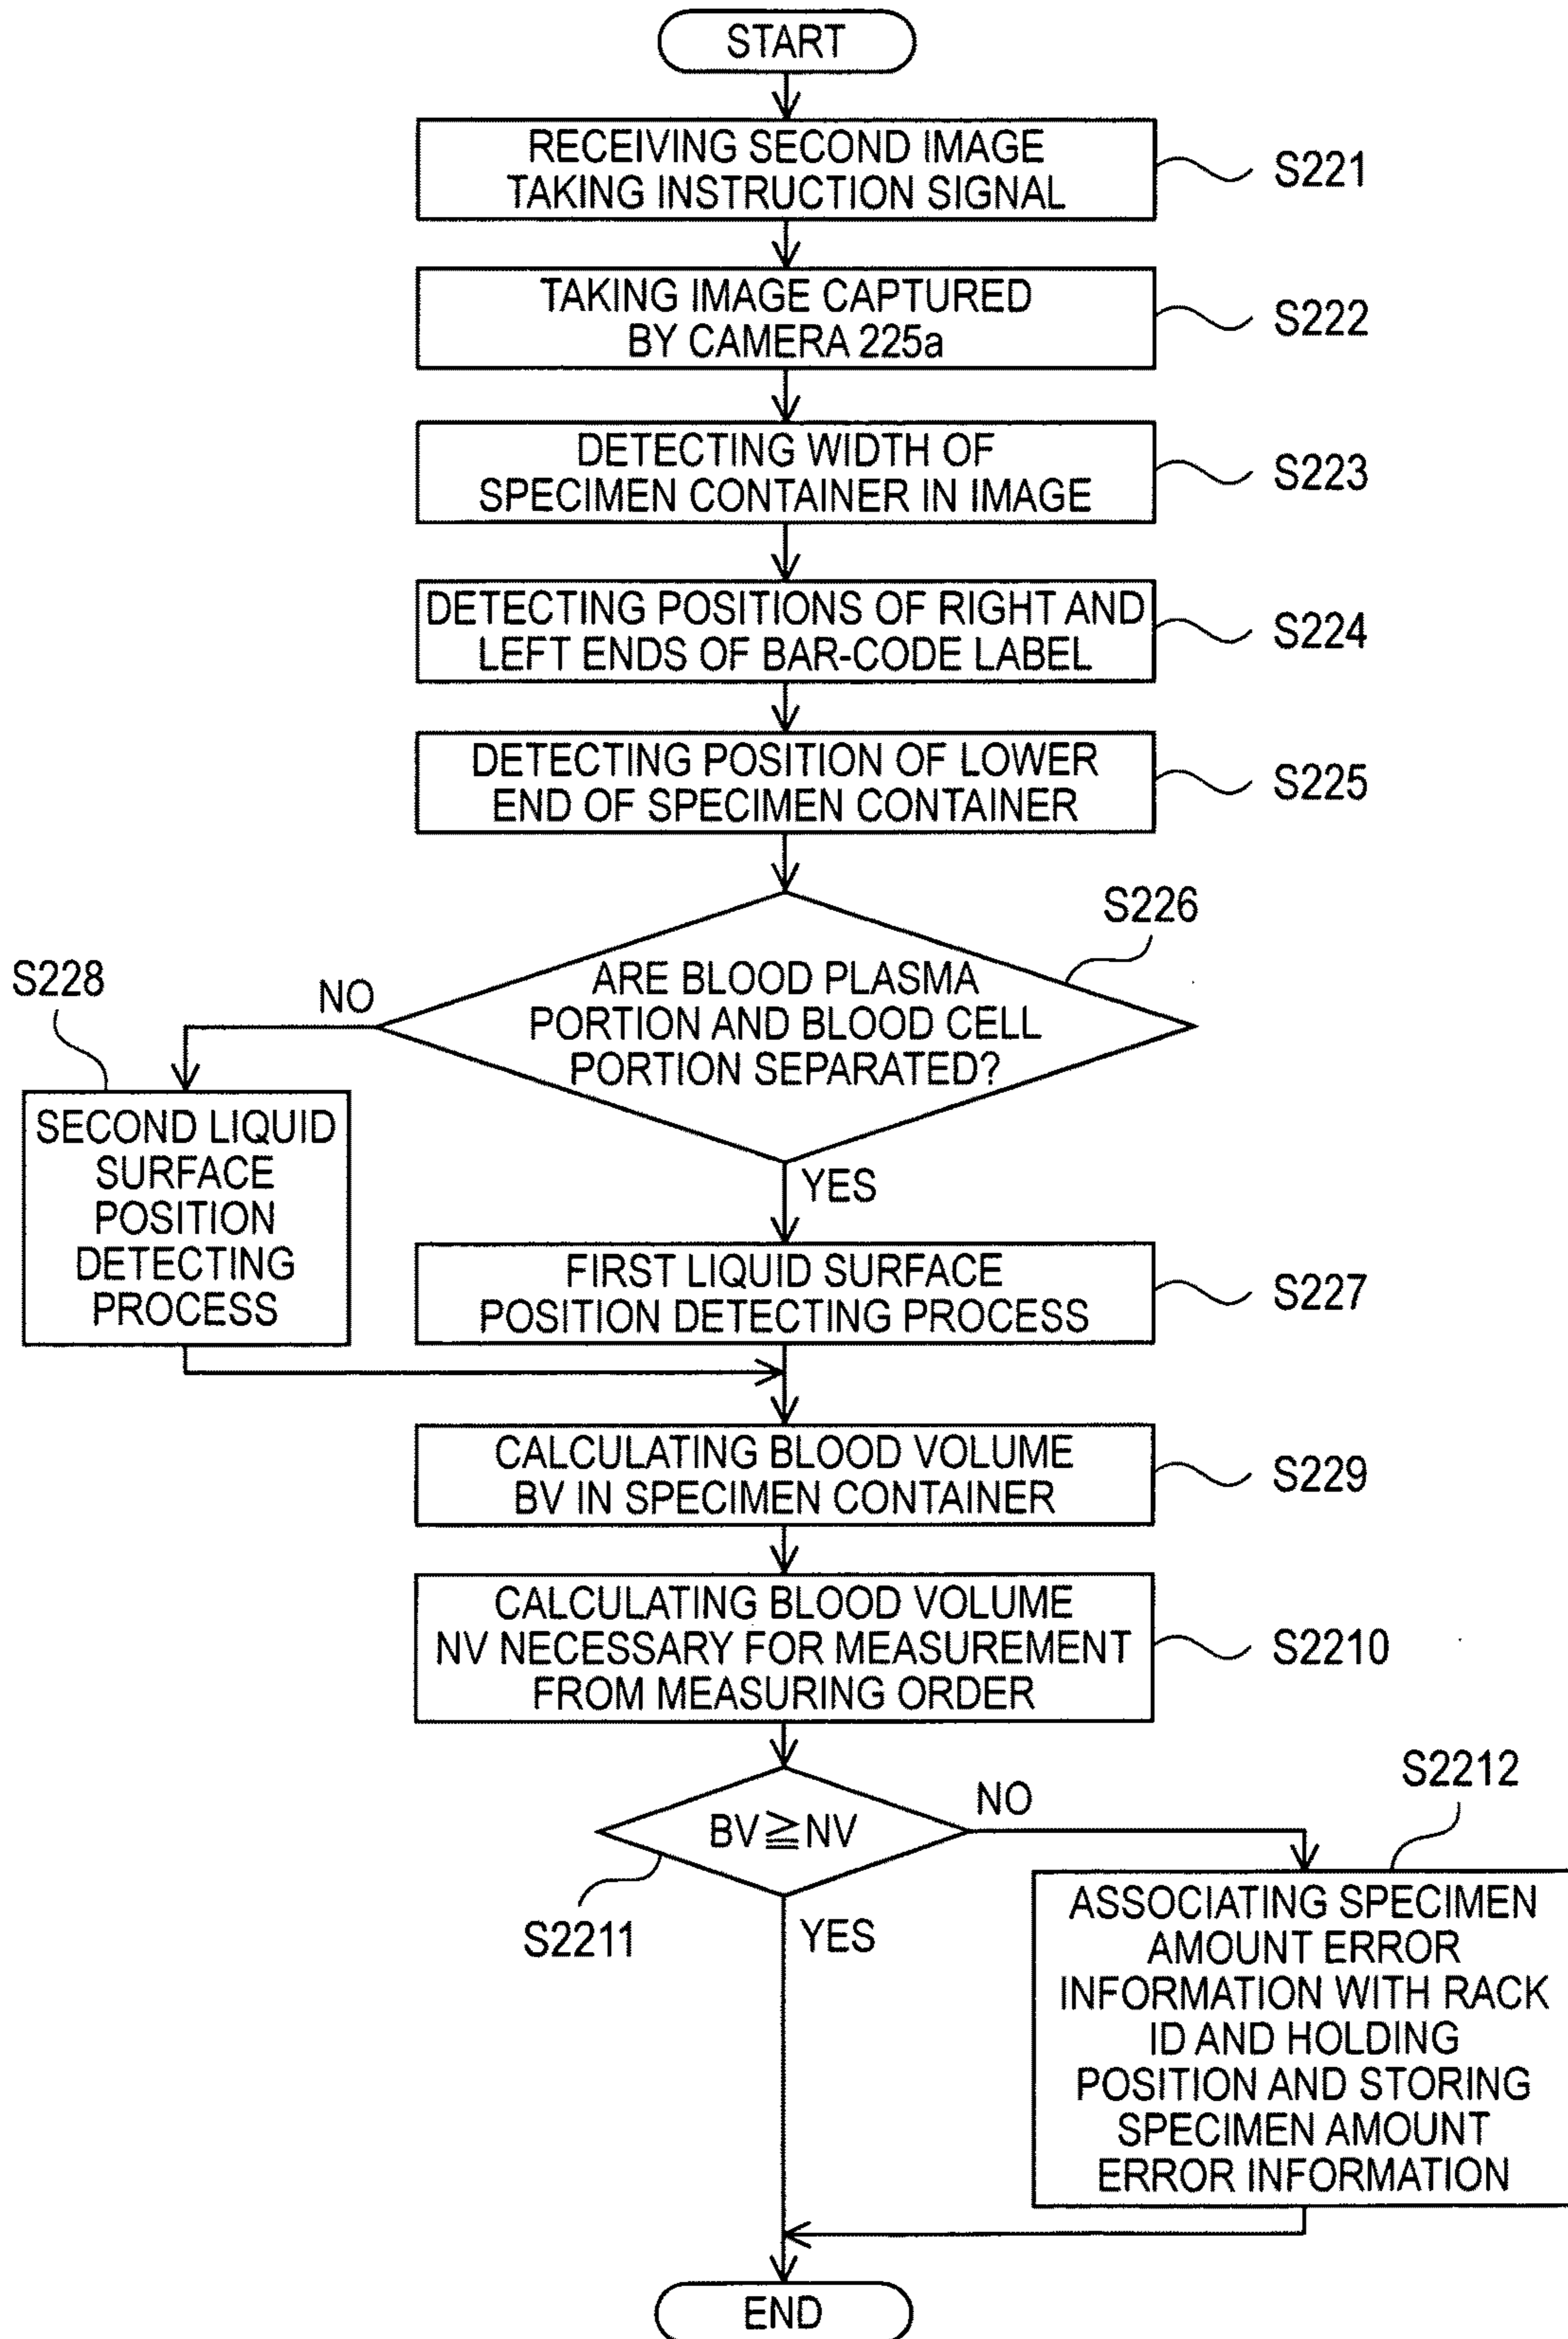 START
RECEIVING SECOND IMAGE
TAKING INSTRUCTION SIGNAL
S221
TAKING IMAGE CAPTURED
BY CAMERA 225a
S222
DETECTING WIDTH OF
SPECIMEN CONTAINER IN IMAGE
S223
DETECTING POSITIONS OF RIGHT AND
LEFT ENDS OF BAR-CODE LABEL
S224
DETECTING POSITION OF LOWER
END OF SPECIMEN CONTAINER
S225
S226
ARE BLOOD PLASMA
PORTION AND BLOOD CELL
PORTION SEPARATED?
NO
S228
SECOND LIQUID
SURFACE
POSITION
DETECTING
PROCESS
YES
FIRST LIQUID SURFACE
POSITION DETECTING PROCESS
S227
CALCULATING BLOOD VOLUME
BV IN SPECIMEN CONTAINER
S229
CALCULATING BLOOD VOLUME
NV NECESSARY FOR MEASUREMENT
FROM MEASURING ORDER
S2210
BV≧NV
NO
S2212
S2211
YES
ASSOCIATING SPECIMEN
AMOUNT ERROR
INFORMATION WITH RACK
ID AND HOLDING
POSITION AND STORING
SPECIMEN AMOUNT
ERROR INFORMATION
END